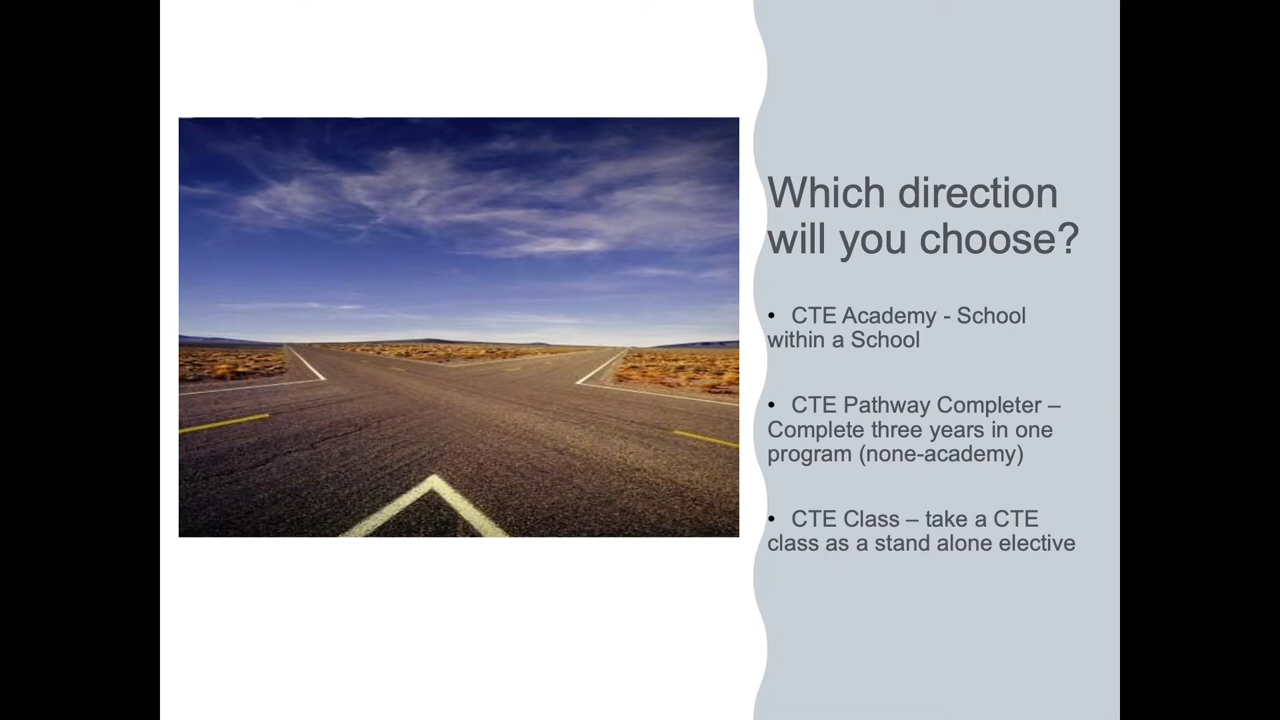 Which direction
will you choose?
• CTE Academy - School
within a School
• CTE Pathway Completer –
Complete three years in one
program (none-academy)
• CTE Class – take a CTE
class as a stand alone elective